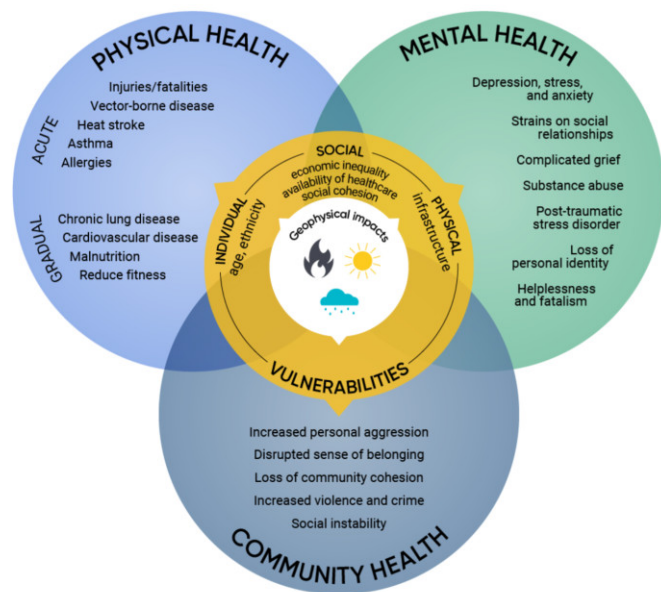 PHYSICAL HEALTH
ACUTE
Injuries/fatalities
Vector-borne disease
Heat stroke
Asthma
Allergies
GRADUAL
Chronic lung disease
Cardiovascular disease
Malnutrition
Reduce fitness
MENTAL HEALTH
Depression, stress,
and anxiety
Strains on social
relationships
Complicated grief
Substance abuse
Post-traumatic
stress disorder
Loss of
personal identity
Helplessness
and fatalism
SOCIAL
economic inequality
availability of healthcare
social cohesion
INDIVIDUAL
age, ethnicity
PHYSICAL
infrastructure
Geophysical impacts
VULNERABILITIES
Increased personal aggression
Disrupted sense of belonging
Loss of community cohesion
Increased violence and crime
Social instability
COMMUNITY HEALTH